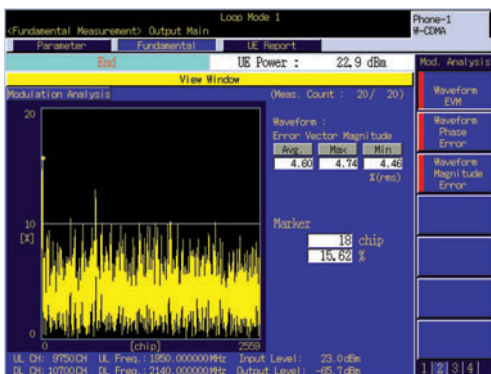 Loop Mode 1
Phone-1
W-CDMA
<Fundamental Measurement> Output Main
Parameter Fundamental UE Report
End UE Power : 22.9 dBm Mod. Analysis
View Window
Modulation Analysis (Meas. Count : 20/ 20)
Waveform
EVM
Waveform
Phase
Error
Waveform
Magnitude
Error
Waveform :
Error Vector Magnitude
Avg. Max Min
4.60 4.74 4.46
%(rms)
Marker
18 chip
15.62 %
20
10
[%]
0
0 [chip] 2559
UL CH: 9750CH UL Freq.:1950.000000MHz Input Level: 23.0dBm
DL CH:10700CH DL Freq.:2140.000000MHz Output Level: -65.7dBm
1 2 3 4